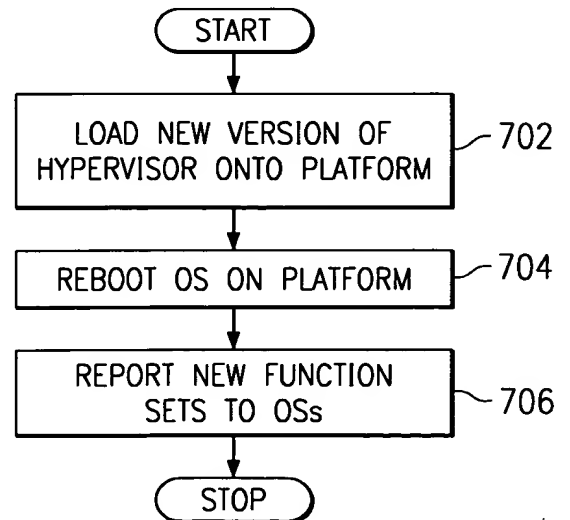 START
LOAD NEW VERSION OF
HYPERVISOR ONTO PLATFORM
702
REBOOT OS ON PLATFORM
704
REPORT NEW FUNCTION
SETS TO OSs
706
STOP